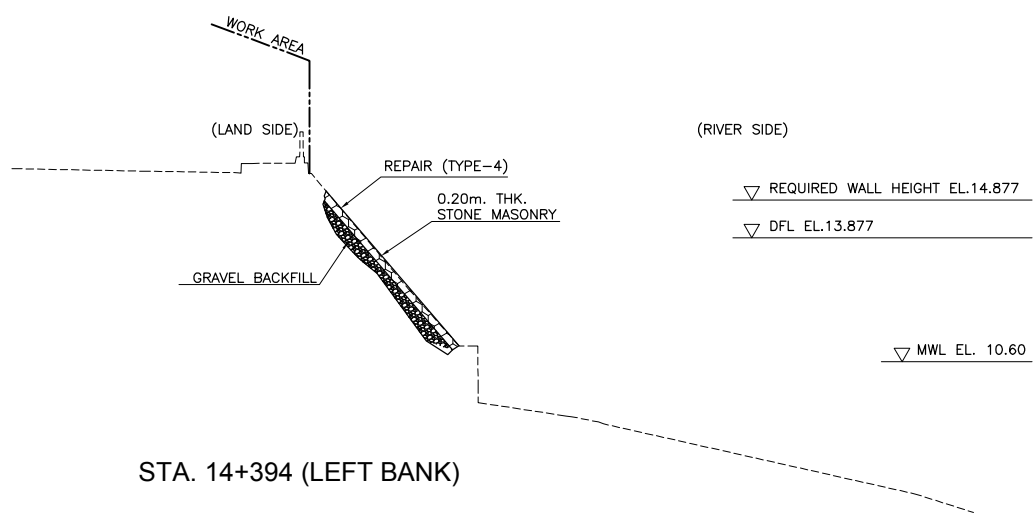 WORK AREA
(LAND SIDE)
(RIVER SIDE)
REPAIR (TYPE-4)
0.20m. THK.
STONE MASONRY
REQUIRED WALL HEIGHT EL.14.877
DFL EL.13.877
GRAVEL BACKFILL
MWL EL. 10.60
STA. 14+394 (LEFT BANK)